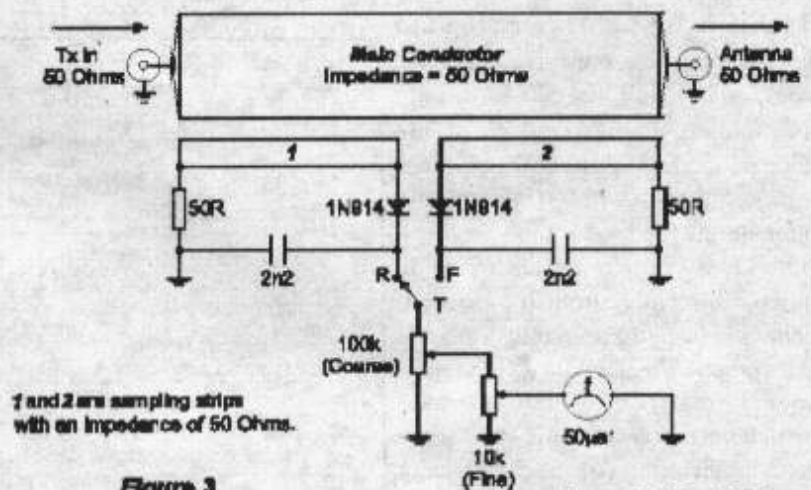 Tx in
50 Ohms
Main Conductor
Impedance = 50 Ohms
Antenna
50 Ohms
1
2
50R
1N914
1N914
50R
2n2
2n2
R
F
T
100k
(Coarse)
1 and 2 are sampling strips
with an impedance of 50 Ohms.
50µa
10k
(Fine)
Figure 3